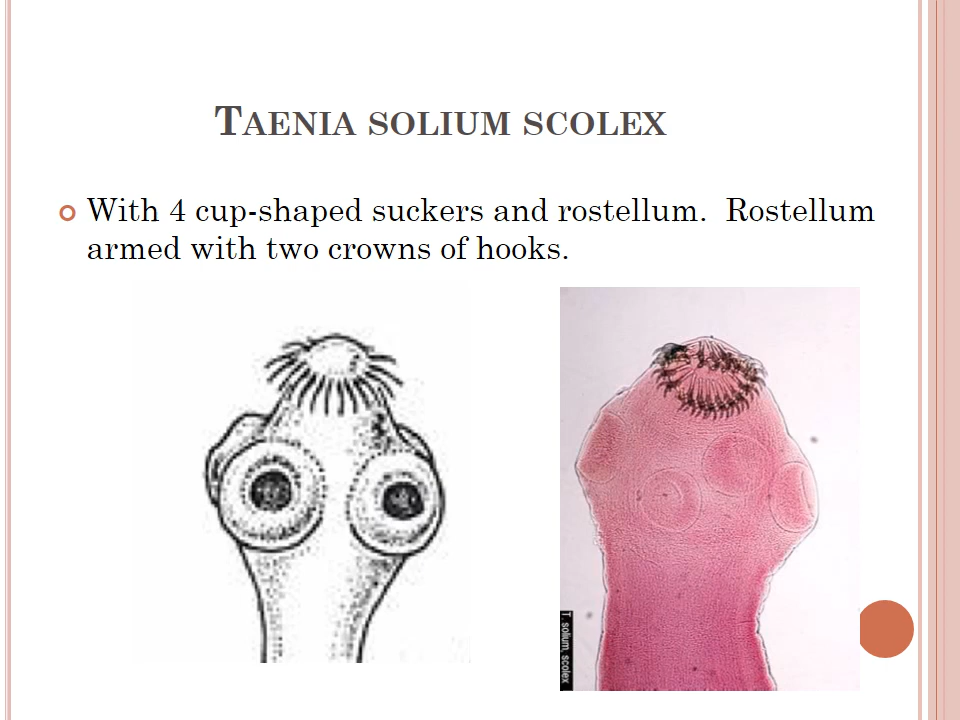 Taenia solium scolex
With 4 cup-shaped suckers and rostellum. Rostellum
armed with two crowns of hooks.
T. solium, scolex